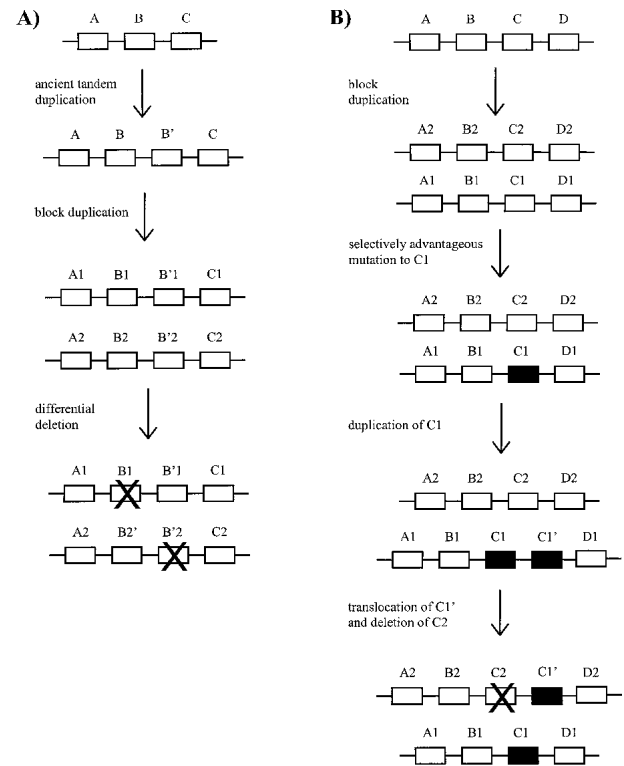 A)
A B C
ancient tandem
duplication
A B B' C
block duplication
A1 B1 B'1 C1
A2 B2 B'2 C2
differential
deletion
A1 B1 B'1 C1
A2 B2' B'2 C2
B)
A B C D
block
duplication
A2 B2 C2 D2
A1 B1 C1 D1
selectively advantageous
mutation to C1
A2 B2 C2 D2
A1 B1 C1 D1
duplication of C1
A2 B2 C2 D2
A1 B1 C1 C1' D1
translocation of C1'
and deletion of C2
A2 B2 C2 C1' D2
A1 B1 C1 D1